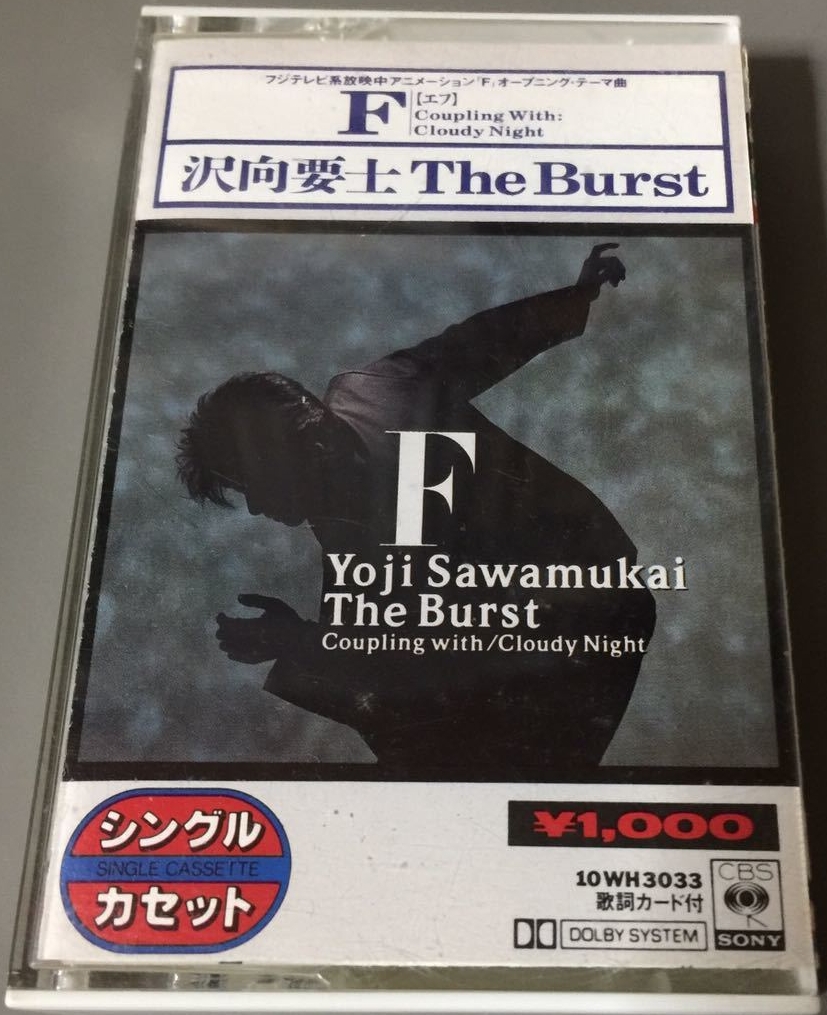 フジテレビ系放映中アニメーション「F」オープニング・テーマ曲
F
【エフ】
Coupling With:
Cloudy Night
沢向要士 The Burst
F
Yoji Sawamukai
The Burst
Coupling with/Cloudy Night
シングル
SINGLE CASSETTE
カセット
¥1,000
10WH3033
歌詞カード付
DOLBY SYSTEM
CBS
SONY